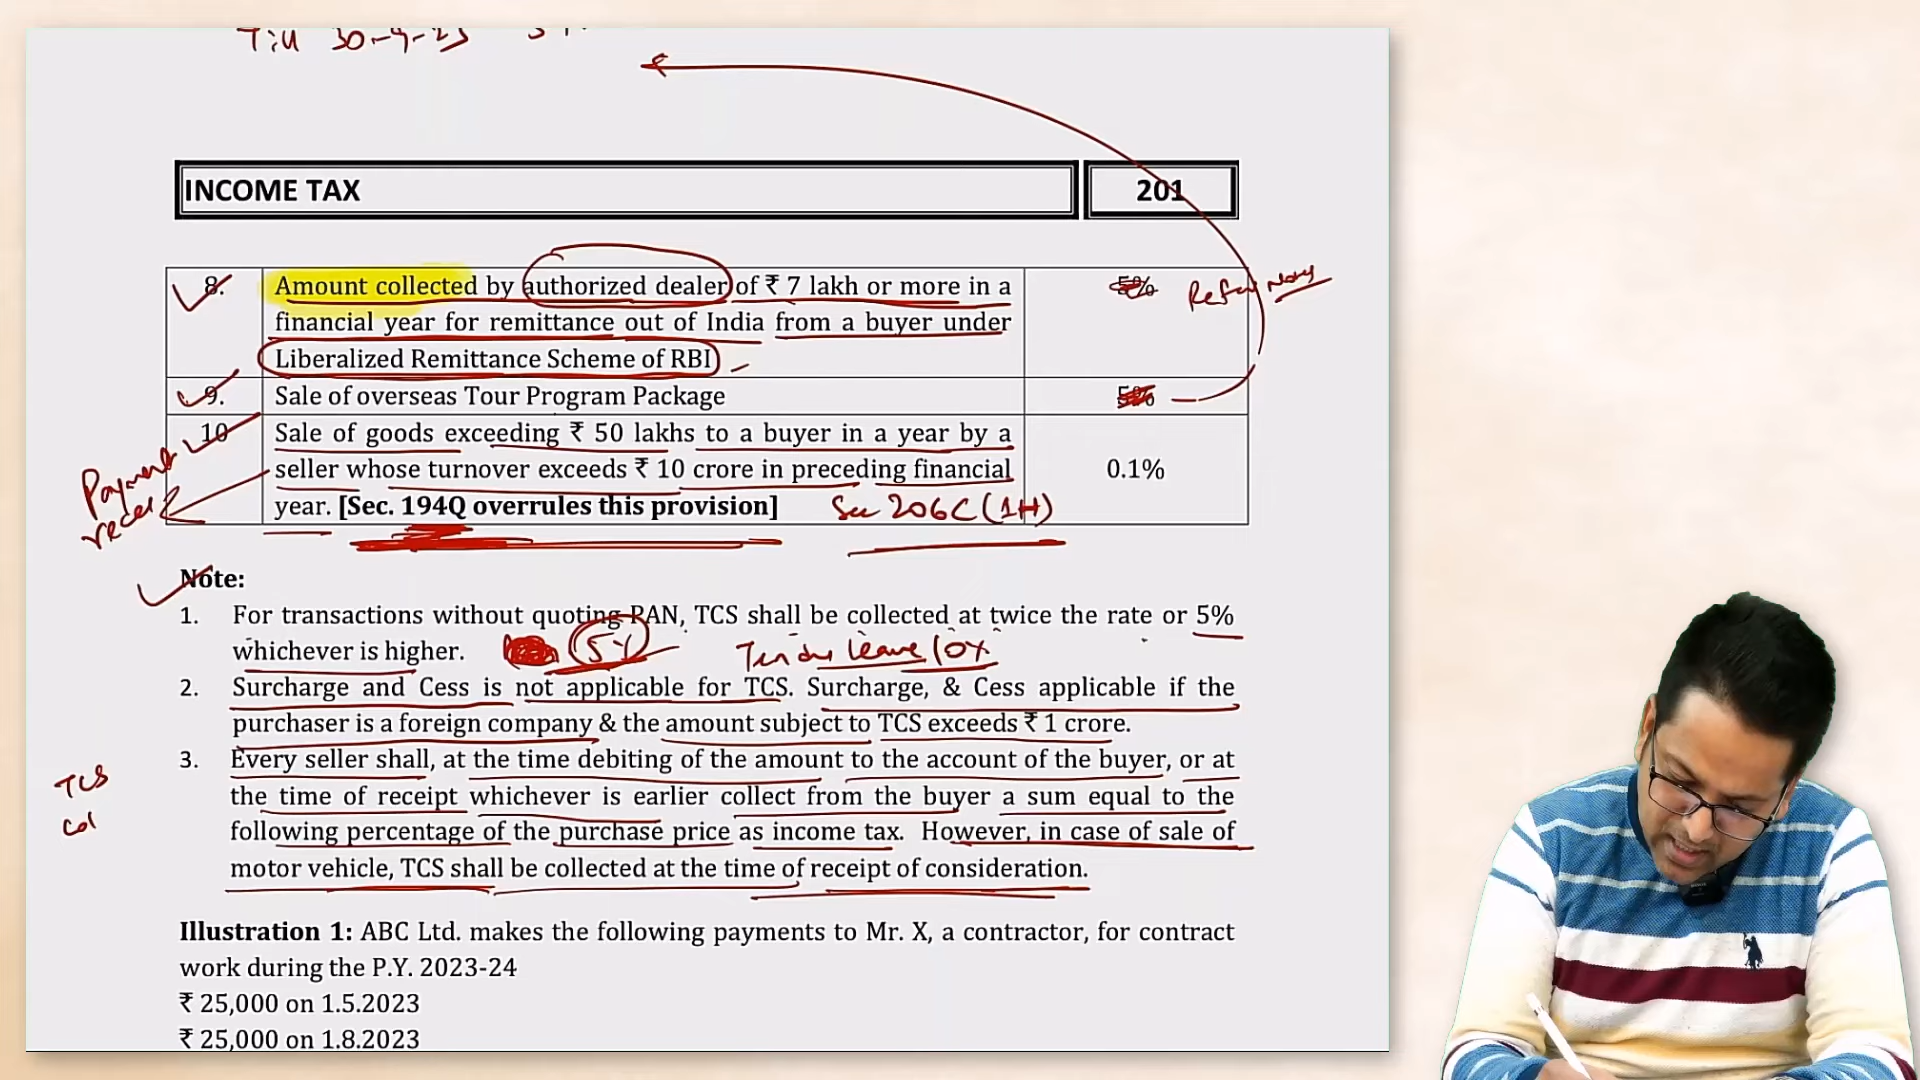 Till 30-9-23
INCOME TAX 201
8. Amount collected by authorized dealer of ₹ 7 lakh or more in a 5% Refer Note
financial year for remittance out of India from a buyer under
Liberalized Remittance Scheme of RBI
9. Sale of overseas Tour Program Package 5%
10 Sale of goods exceeding ₹ 50 lakhs to a buyer in a year by a
seller whose turnover exceeds ₹ 10 crore in preceding financial 0.1%
year. [Sec. 194Q overrules this provision] Sec 206C (1H)
Payment
Note:
1. For transactions without quoting PAN, TCS shall be collected at twice the rate or 5%
whichever is higher. 5% Tendu leave 10%
2. Surcharge and Cess is not applicable for TCS. Surcharge, & Cess applicable if the
purchaser is a foreign company & the amount subject to TCS exceeds ₹ 1 crore.
3. Every seller shall, at the time debiting of the amount to the account of the buyer, or at
the time of receipt whichever is earlier collect from the buyer a sum equal to the
following percentage of the purchase price as income tax. However, in case of sale of
motor vehicle, TCS shall be collected at the time of receipt of consideration.
TCS
Col
Illustration 1: ABC Ltd. makes the following payments to Mr. X, a contractor, for contract
work during the P.Y. 2023-24
₹ 25,000 on 1.5.2023
₹ 25,000 on 1.8.2023